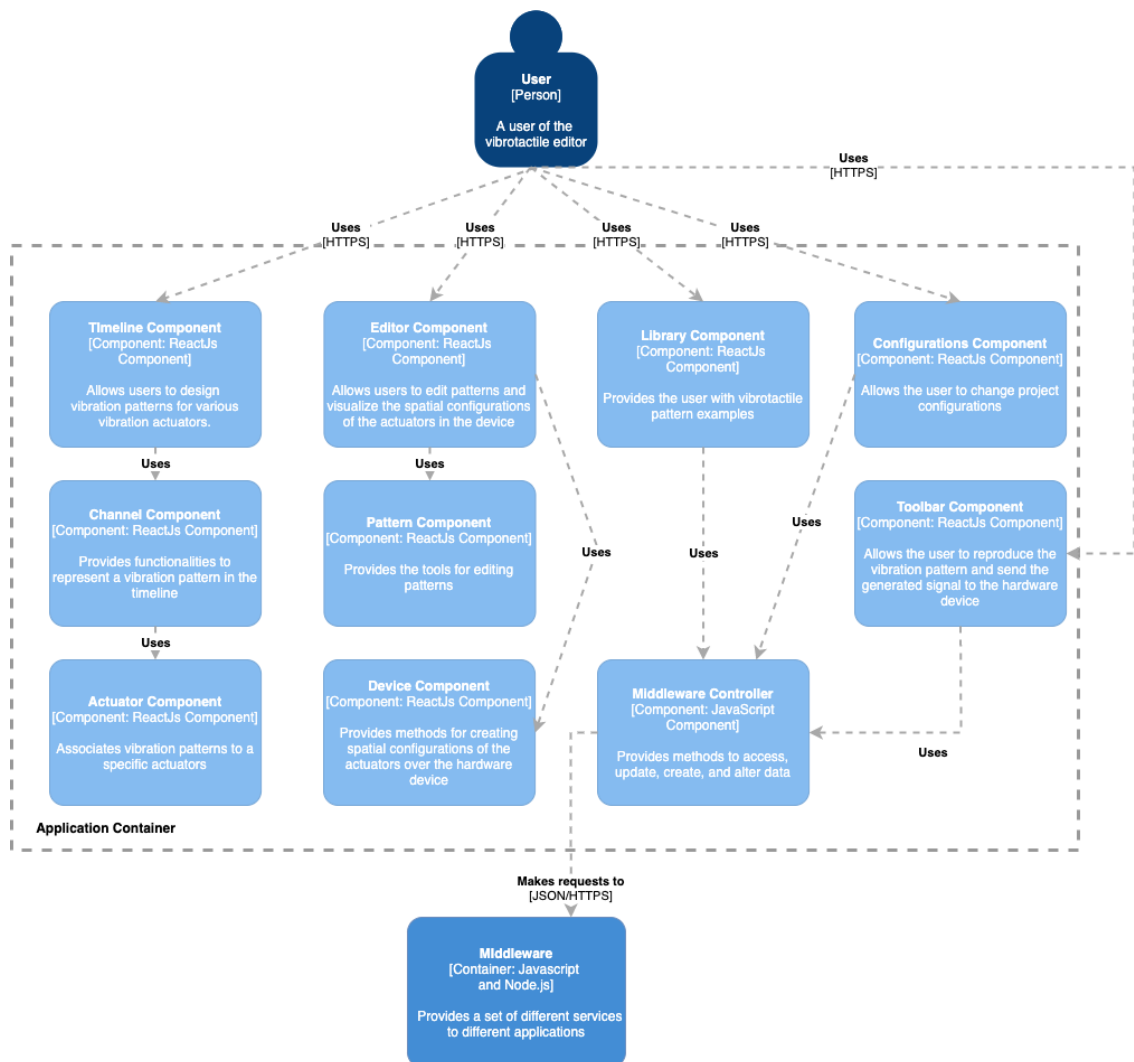 User
[Person]
A user of the
vibrotactile editor
Uses
[HTTPS]
Uses
[HTTPS]
Uses
[HTTPS]
Uses
[HTTPS]
Uses
[HTTPS]
TImeline Component
[Component: ReactJs
Component]
Allows users to design
vibration patterns for various
vibration actuators.
Editor Component
[Component: ReactJs
Component]
Allows users to edit patterns and
visualize the spatial configurations
of the actuators in the device
Library Component
[Component: ReactJs
Component]
Provides the user with vibrotactile
pattern examples
Configurations Component
[Component: ReactJs Component]
Allows the user to change project
configurations
Uses
Uses
Channel Component
[Component: ReactJs Component]
Provides functionalities to
represent a vibration pattern in the
timeline
Pattern Component
[Component: ReactJs Component]
Provides the tools for editing
patterns
Uses
Uses
Uses
Toolbar Component
[Component: ReactJs Component]
Allows the user to reproduce the
vibration pattern and send the
generated signal to the hardware
device
Uses
Actuator Component
[Component: ReactJs Component]
Associates vibration patterns to a
specific actuators
Device Component
[Component: ReactJs Component]
Provides methods for creating
spatial configurations of the
actuators over the hardware
device
Middleware Controller
[Component: JavaScript
Component]
Provides methods to access,
update, create, and alter data
Uses
Application Container
Makes requests to
[JSON/HTTPS]
MIddleware
[Container: Javascript
and Node.js]
Provides a set of different services
to different applications